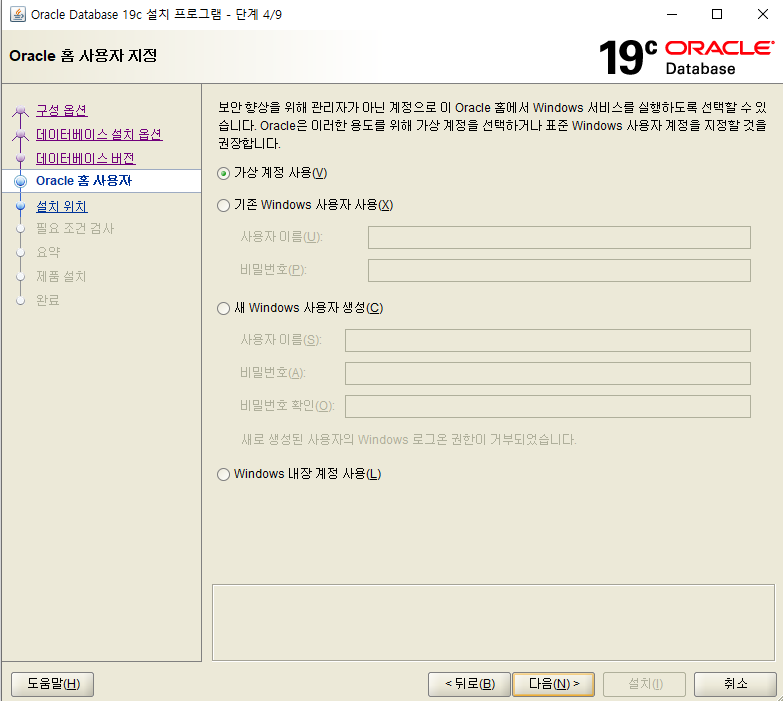 Oracle Database 19c 설치 프로그램 - 단계 4/9
Oracle 홈 사용자 지정
19c ORACLE
Database
구성 옵션
데이터베이스 설치 옵션
데이터베이스 버전
Oracle 홈 사용자
설치 위치
필요 조건 검사
요약
제품 설치
완료
보안 향상을 위해 관리자가 아닌 계정으로 이 Oracle 홈에서 Windows 서비스를 실행하도록 선택할 수 있
습니다. Oracle은 이러한 용도를 위해 가상 계정을 선택하거나 표준 Windows 사용자 계정을 지정할 것을
권장합니다.
가상 계정 사용(V)
기존 Windows 사용자 사용(X)
사용자 이름(U):
비밀번호(P):
새 Windows 사용자 생성(C)
사용자 이름(S):
비밀번호(A):
비밀번호 확인(O):
새로 생성된 사용자의 Windows 로그온 권한이 거부되었습니다.
Windows 내장 계정 사용(L)
도움말(H)
< 뒤로(B)
다음(N) >
설치(I)
취소